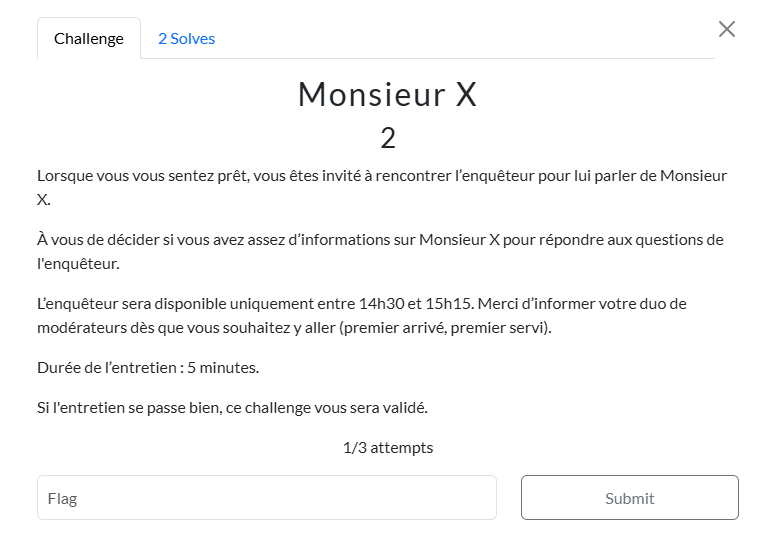 Challenge
2 Solves
Monsieur X
2
Lorsque vous vous sentez prêt, vous êtes invité à rencontrer l’enquêteur pour lui parler de Monsieur
X.
À vous de décider si vous avez assez d’informations sur Monsieur X pour répondre aux questions de
l'enquêteur.
L’enquêteur sera disponible uniquement entre 14h30 et 15h15. Merci d’informer votre duo de
modérateurs dès que vous souhaitez y aller (premier arrivé, premier servi).
Durée de l’entretien : 5 minutes.
Si l'entretien se passe bien, ce challenge vous sera validé.
1/3 attempts
Flag
Submit